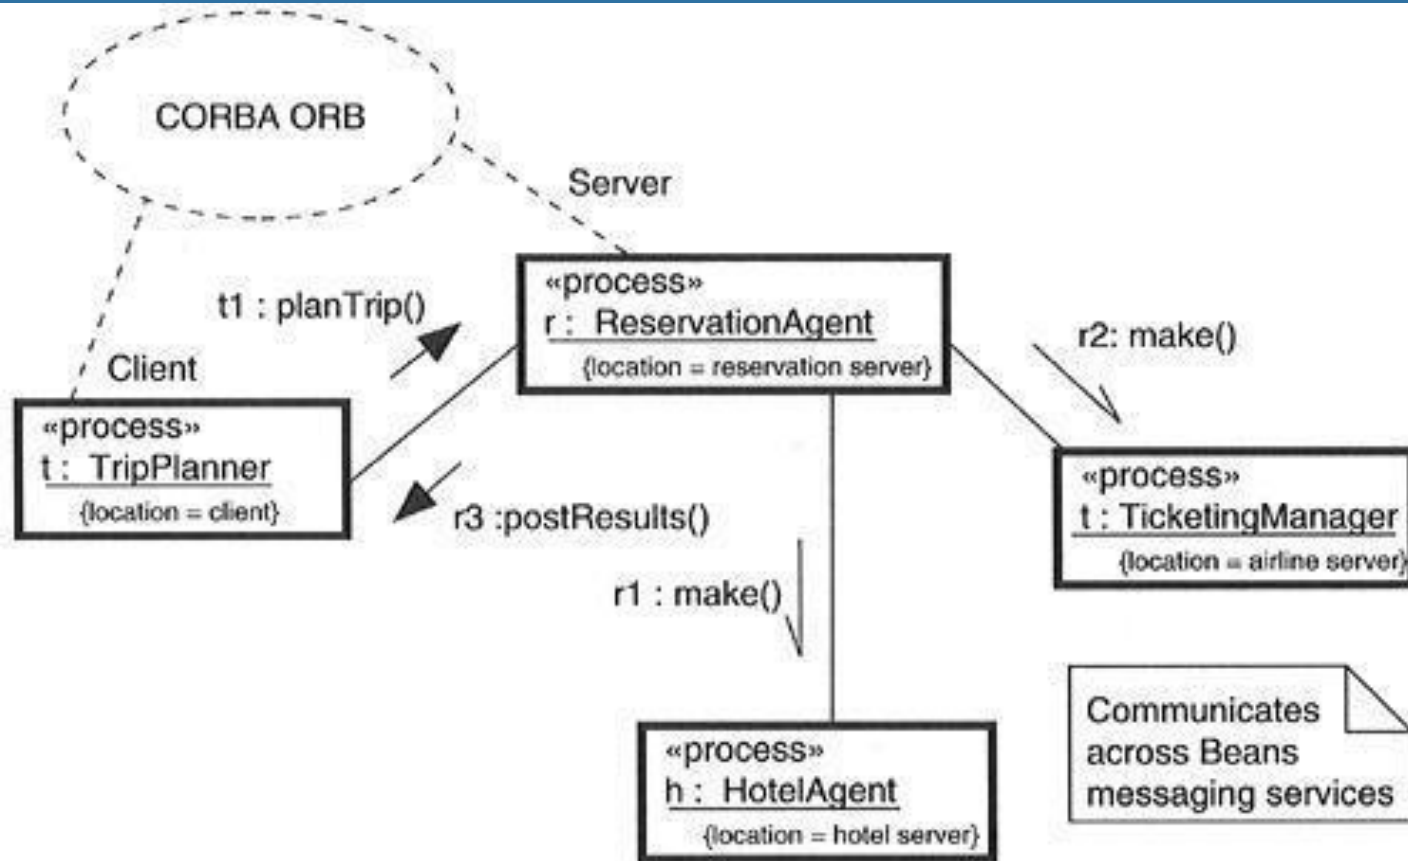 CORBA ORB
Server
«process»
r : ReservationAgent
{location = reservation server}
t1 : planTrip()
r2: make()
Client
«process»
t : TripPlanner
{location = client}
r3 :postResults()
«process»
t : TicketingManager
{location = airline server}
r1 : make()
Communicates
across Beans
messaging services
«process»
h : HotelAgent
{location = hotel server}